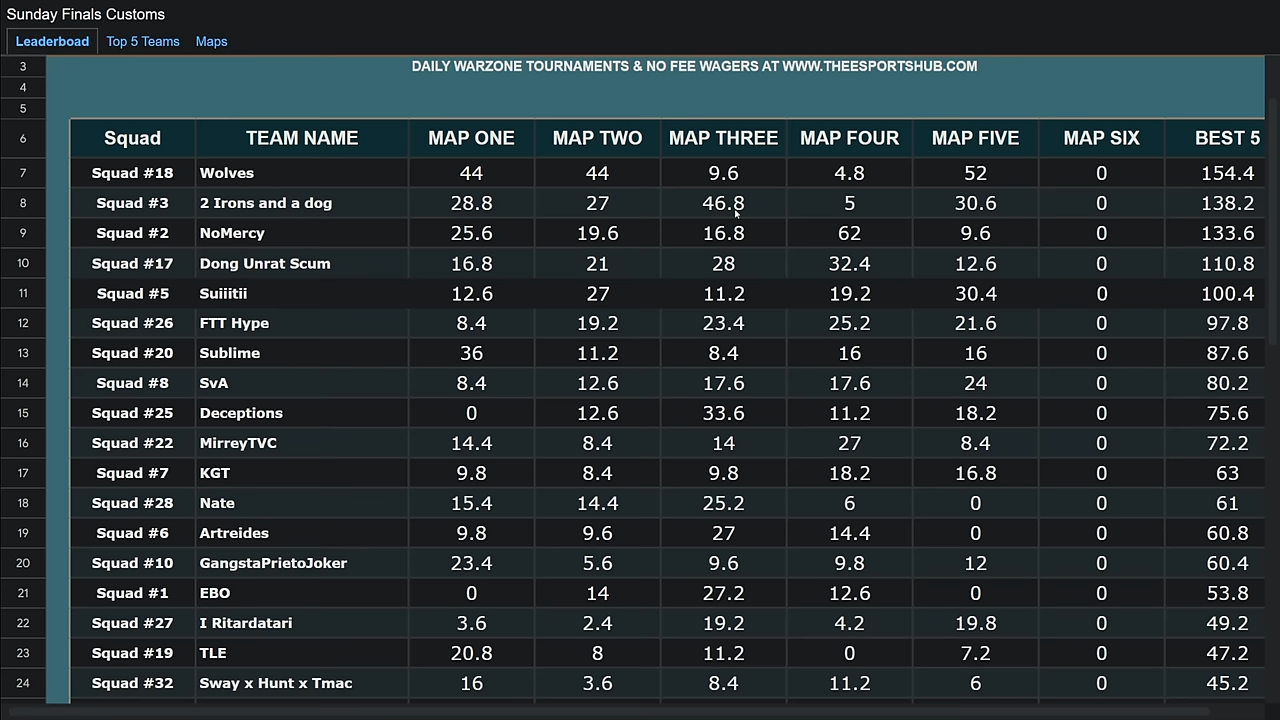 Sunday Finals Customs
Leaderboad Top 5 Teams Maps
3 DAILY WARZONE TOURNAMENTS & NO FEE WAGERS AT WWW.THEESPORTSHUB.COM
4
5
6 Squad TEAM NAME MAP ONE MAP TWO MAP THREE MAP FOUR MAP FIVE MAP SIX BEST 5
7 Squad #18 Wolves 44 44 9.6 4.8 52 0 154.4
8 Squad #3 2 Irons and a dog 28.8 27 46.8 5 30.6 0 138.2
9 Squad #2 NoMercy 25.6 19.6 16.8 62 9.6 0 133.6
10 Squad #17 Dong Unrat Scum 16.8 21 28 32.4 12.6 0 110.8
11 Squad #5 Suiiitii 12.6 27 11.2 19.2 30.4 0 100.4
12 Squad #26 FTT Hype 8.4 19.2 23.4 25.2 21.6 0 97.8
13 Squad #20 Sublime 36 11.2 8.4 16 16 0 87.6
14 Squad #8 SvA 8.4 12.6 17.6 17.6 24 0 80.2
15 Squad #25 Deceptions 0 12.6 33.6 11.2 18.2 0 75.6
16 Squad #22 MirreyTVC 14.4 8.4 14 27 8.4 0 72.2
17 Squad #7 KGT 9.8 8.4 9.8 18.2 16.8 0 63
18 Squad #28 Nate 15.4 14.4 25.2 6 0 0 61
19 Squad #6 Artreides 9.8 9.6 27 14.4 0 0 60.8
20 Squad #10 GangstaPrietoJoker 23.4 5.6 9.6 9.8 12 0 60.4
21 Squad #1 EBO 0 14 27.2 12.6 0 0 53.8
22 Squad #27 I Ritardatari 3.6 2.4 19.2 4.2 19.8 0 49.2
23 Squad #19 TLE 20.8 8 11.2 0 7.2 0 47.2
24 Squad #32 Sway x Hunt x Tmac 16 3.6 8.4 11.2 6 0 45.2